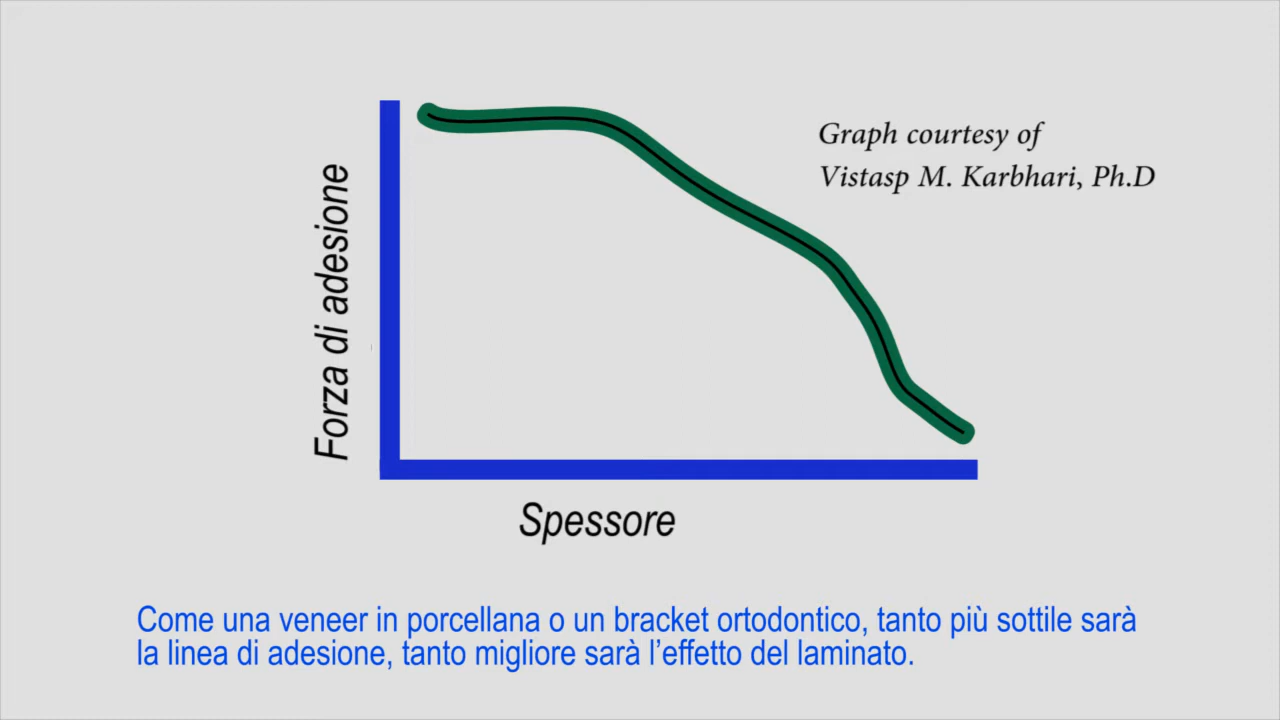 Graph courtesy of
Vistasp M. Karbhari, Ph.D
Forza di adesione
Spessore
Come una veneer in porcellana o un bracket ortodontico, tanto più sottile sarà
la linea di adesione, tanto migliore sarà l’effetto del laminato.